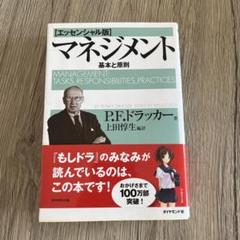 [エッセンシャル版]
マネジメント
基本と原則
MANAGEMENT:
TASKS, RESPONSIBILITIES, PRACTICES
P.F.ドラッカー 著
上田惇生 編訳
『もしドラ』のみなみが
読んでいるのは、
この本です!
おかげさまで
100万部
突破!
ダイヤモンド社